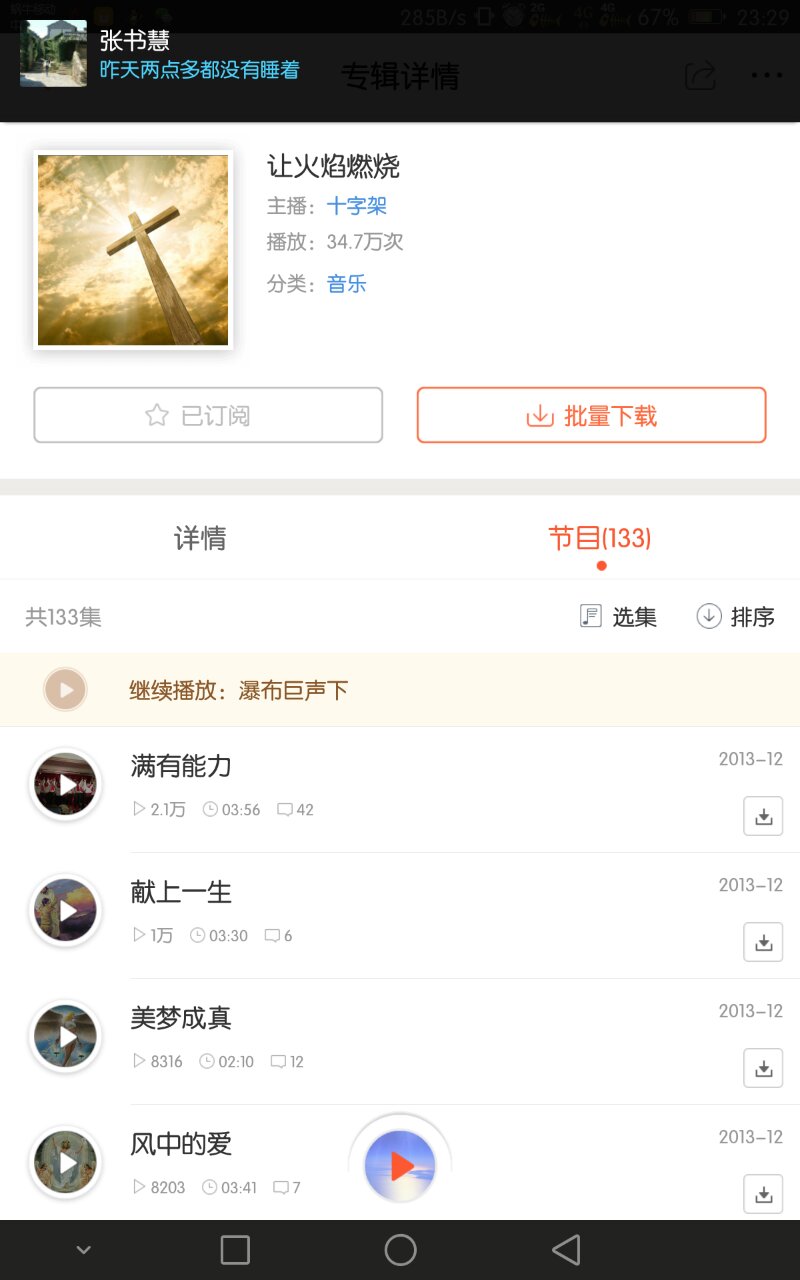 285B/s 2G 4G 4G 67% 23:29
张书慧
昨天两点多都没有睡着
专辑详情
让火焰燃烧
主播：十字架
播放：34.7万次
分类：音乐
已订阅
批量下载
详情
节目(133)
共133集
选集
排序
继续播放：瀑布巨声下
满有能力
2013-12
2.1万 03:56 42
献上一生
2013-12
1万 03:30 6
美梦成真
2013-12
8316 02:10 12
风中的爱
2013-12
8203 03:41 7